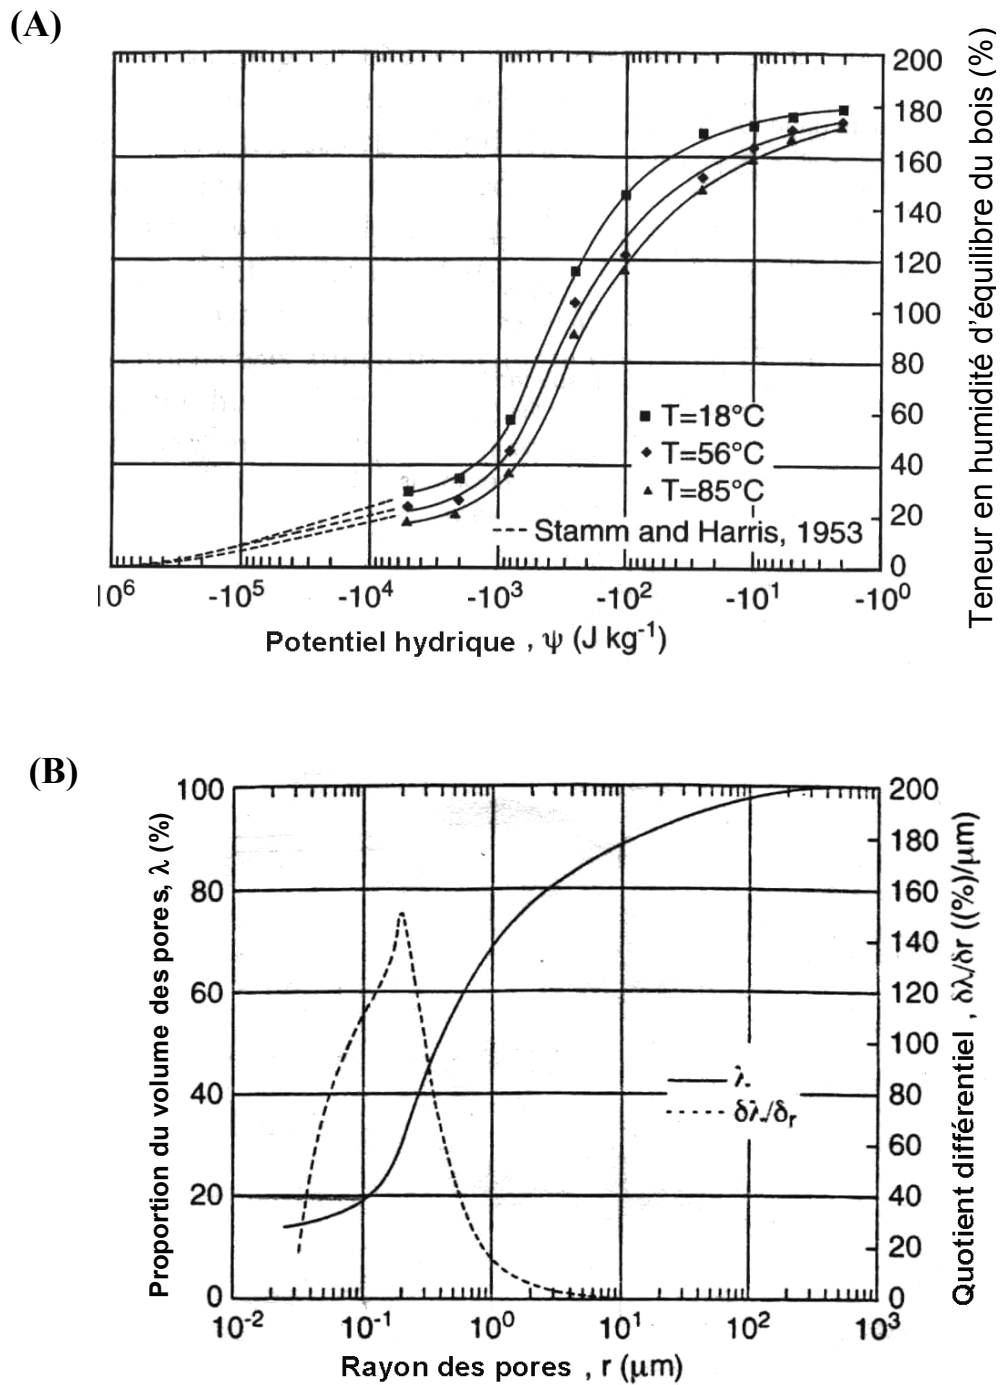 (A)
200
180
160
140
120
100
80
60
40
20
0
Teneur en humidité d'équilibre du bois (%)
T=18°C
T=56°C
T=85°C
Stamm and Harris, 1953
10⁶ -10⁵ -10⁴ -10³ -10² -10¹ -10⁰
Potentiel hydrique , ψ (J kg⁻¹)
(B)
Proportion du volume des pores, λ (%)
100
80
60
40
20
0
200
180
160
140
120
100
80
60
40
20
0
Quotient différentiel , δλ/δr ((%)/μm)
λ
δλ/δr
10⁻² 10⁻¹ 10⁰ 10¹ 10² 10³
Rayon des pores , r (μm)